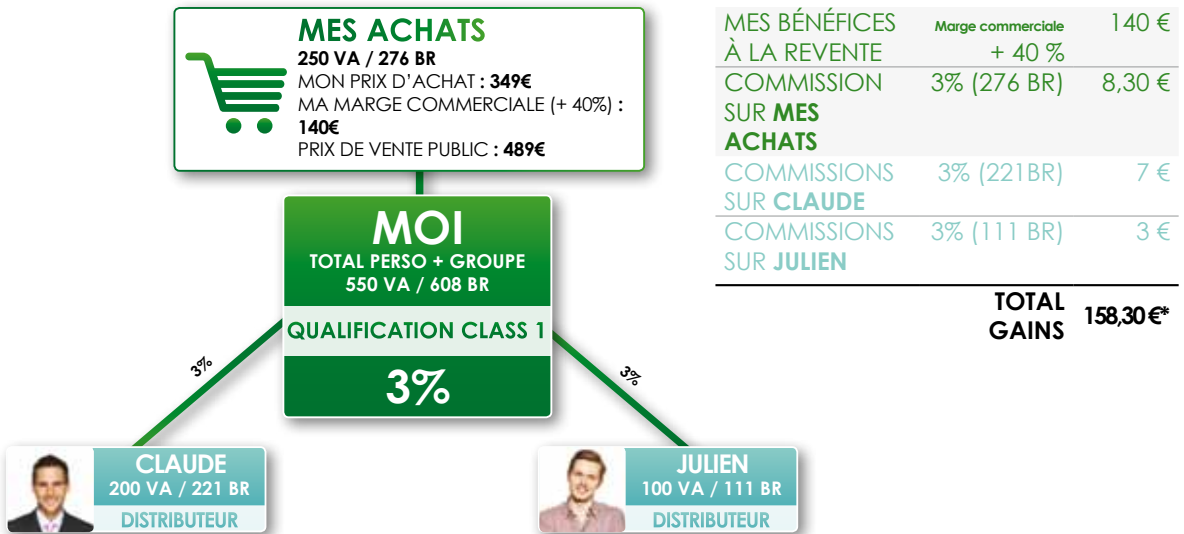 MES ACHATS
250 VA / 276 BR
MON PRIX D'ACHAT : 349€
MA MARGE COMMERCIALE (+ 40%) :
140€
PRIX DE VENTE PUBLIC : 489€
MOI
TOTAL PERSO + GROUPE
550 VA / 608 BR
QUALIFICATION CLASS 1
3%
3%
3%
CLAUDE
200 VA / 221 BR
DISTRIBUTEUR
JULIEN
100 VA / 111 BR
DISTRIBUTEUR
MES BÉNÉFICES Marge commerciale 140 €
À LA REVENTE + 40 %
COMMISSION 3% (276 BR) 8,30 €
SUR MES
ACHATS
COMMISSIONS 3% (221BR) 7 €
SUR CLAUDE
COMMISSIONS 3% (111 BR) 3 €
SUR JULIEN
TOTAL 158,30 €*
GAINS